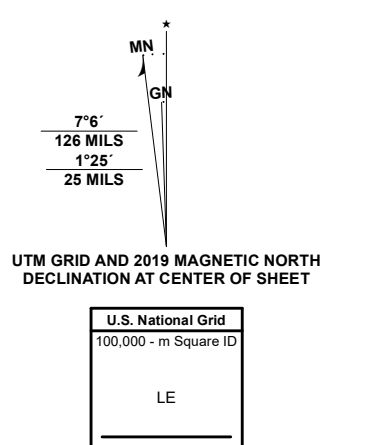 ★
MN
GN
7°6´
126 MILS
1°25´
25 MILS
UTM GRID AND 2019 MAGNETIC NORTH
DECLINATION AT CENTER OF SHEET
U.S. National Grid
100,000 - m Square ID
LE